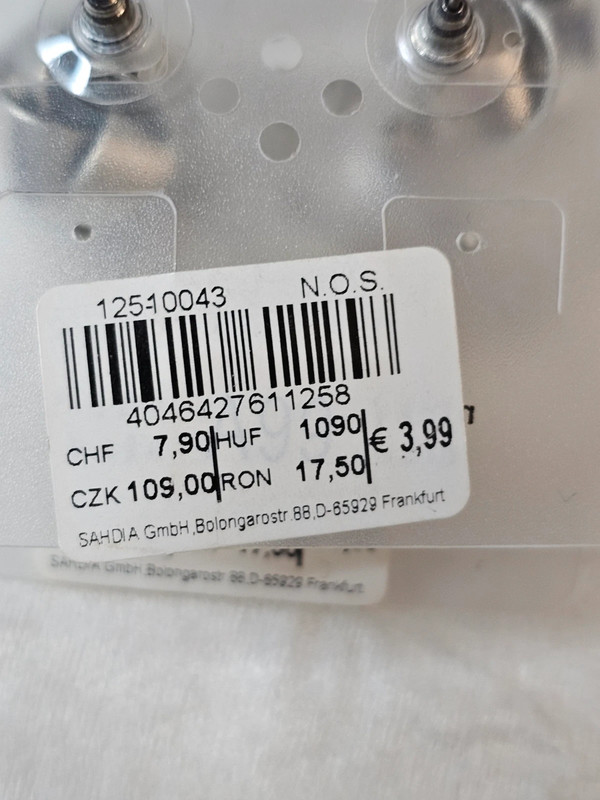 12510043 N.O.S.
4046427611258
CHF 7,90 HUF 1090 € 3,99
CZK 109,00 RON 17,50
SAHDIA GmbH,Bolongarostr.88,D-65929 Frankfurt
SAHDIA GmbH,Bolongarostr.88,D-65929 Frankfurt